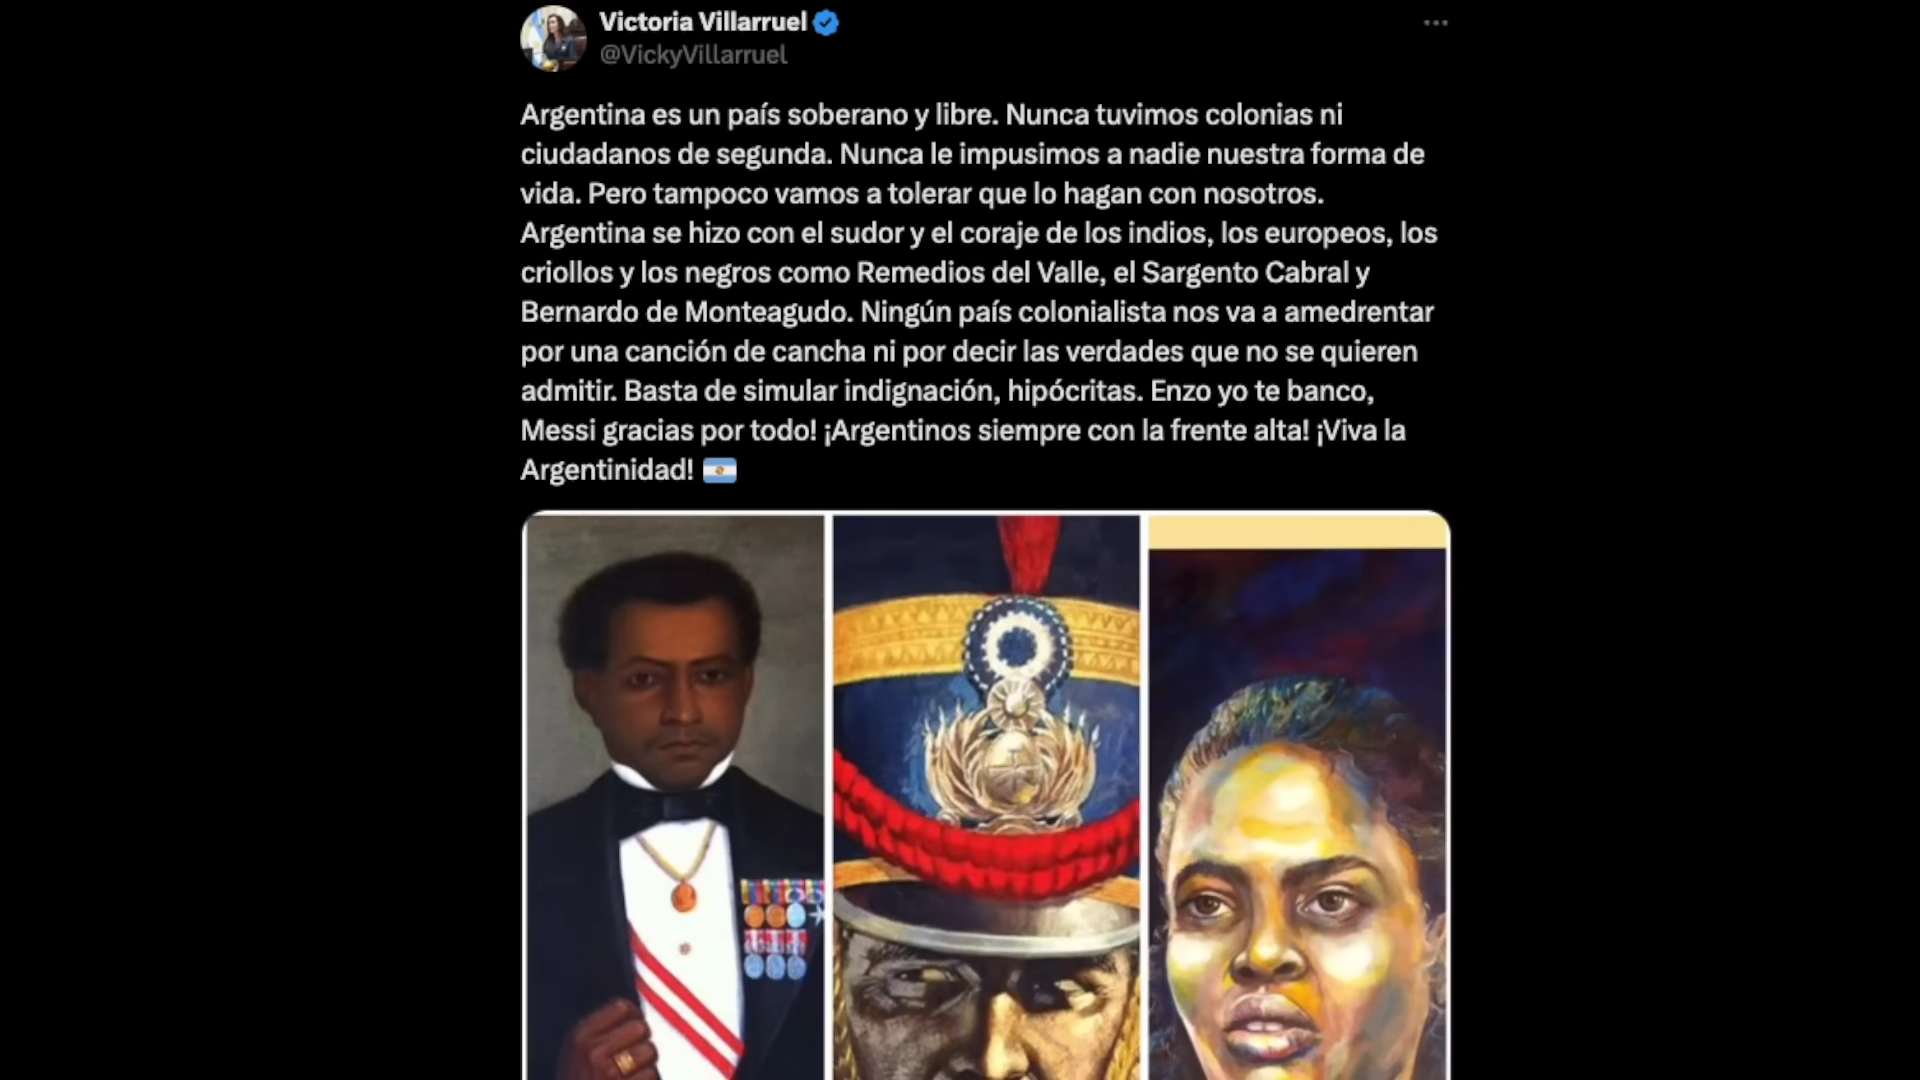 Victoria Villarruel
@VickyVillarruel
Argentina es un país soberano y libre. Nunca tuvimos colonias ni
ciudadanos de segunda. Nunca le impusimos a nadie nuestra forma de
vida. Pero tampoco vamos a tolerar que lo hagan con nosotros.
Argentina se hizo con el sudor y el coraje de los indios, los europeos, los
criollos y los negros como Remedios del Valle, el Sargento Cabral y
Bernardo de Monteagudo. Ningún país colonialista nos va a amedrentar
por una canción de cancha ni por decir las verdades que no se quieren
admitir. Basta de simular indignación, hipócritas. Enzo yo te banco,
Messi gracias por todo! ¡Argentinos siempre con la frente alta! ¡Viva la
Argentinidad! 🇦🇷